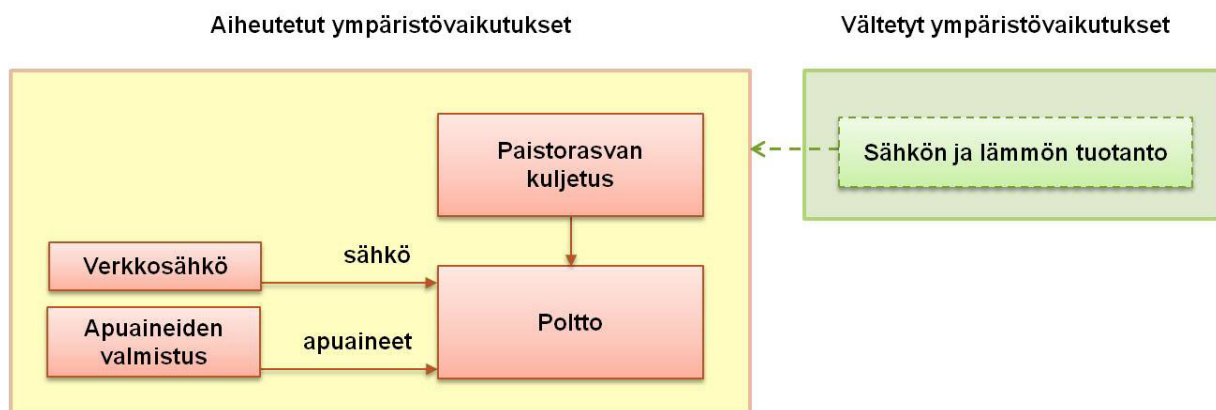 Aiheutetut ympäristövaikutukset
Vältetyt ympäristövaikutukset
Paistorasvan
kuljetus
Sähkön ja lämmön tuotanto
Verkkosähkö
sähkö
Poltto
Apuaineiden
valmistus
apuaineet